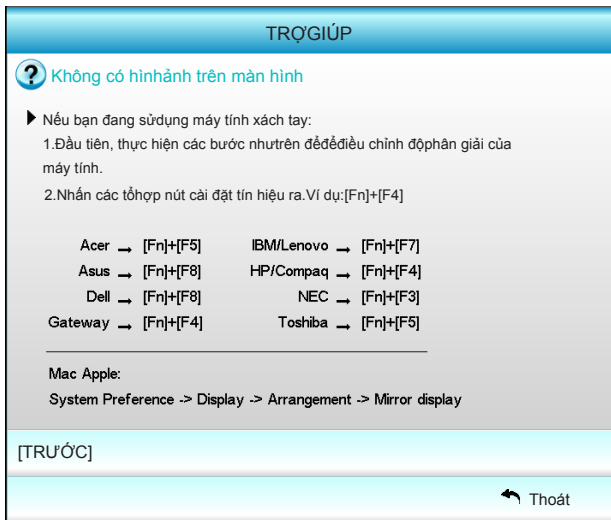 TRỢGIÚP
Không có hìnhảnh trên màn hình
Nếu bạn đang sửdụng máy tính xách tay:
1.Đầu tiên, thực hiện các bước nhưtrên đểđểđiều chỉnh độphân giải của
máy tính.
2.Nhấn các tổhợp nút cài đặt tín hiệu ra.Ví dụ:[Fn]+[F4]
Acer → [Fn]+[F5] IBM/Lenovo → [Fn]+[F7]
Asus → [Fn]+[F8] HP/Compaq → [Fn]+[F4]
Dell → [Fn]+[F8] NEC → [Fn]+[F3]
Gateway → [Fn]+[F4] Toshiba → [Fn]+[F5]
Mac Apple:
System Preference -> Display -> Arrangement -> Mirror display
[TRƯỚC]
Thoát